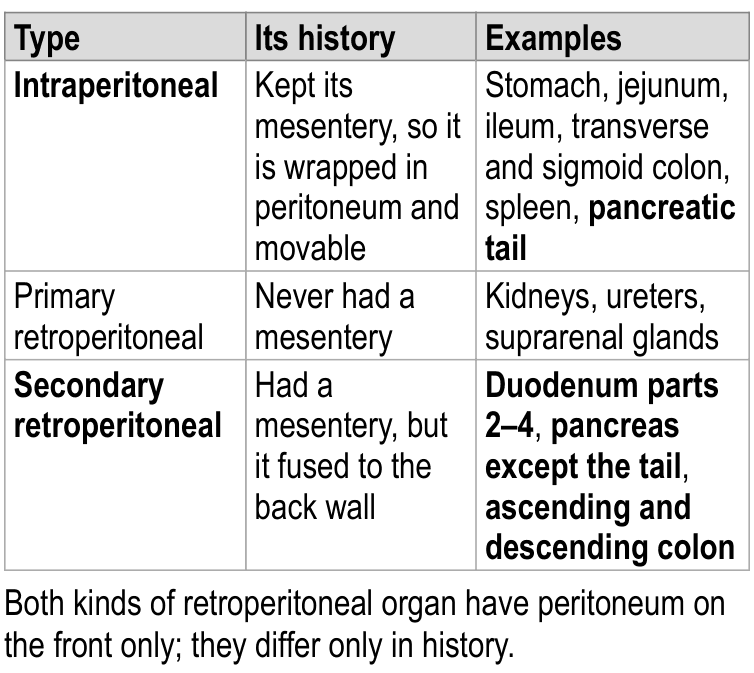 Type
Its history
Examples
Intraperitoneal
Kept its
mesentery, so it
is wrapped in
peritoneum and
movable
Stomach, jejunum,
ileum, transverse
and sigmoid colon,
spleen, pancreatic
tail
Primary
retroperitoneal
Never had a
mesentery
Kidneys, ureters,
suprarenal glands
Secondary
retroperitoneal
Had a
mesentery, but
it fused to the
back wall
Duodenum parts
2–4, pancreas
except the tail,
ascending and
descending colon
Both kinds of retroperitoneal organ have peritoneum on
the front only; they differ only in history.